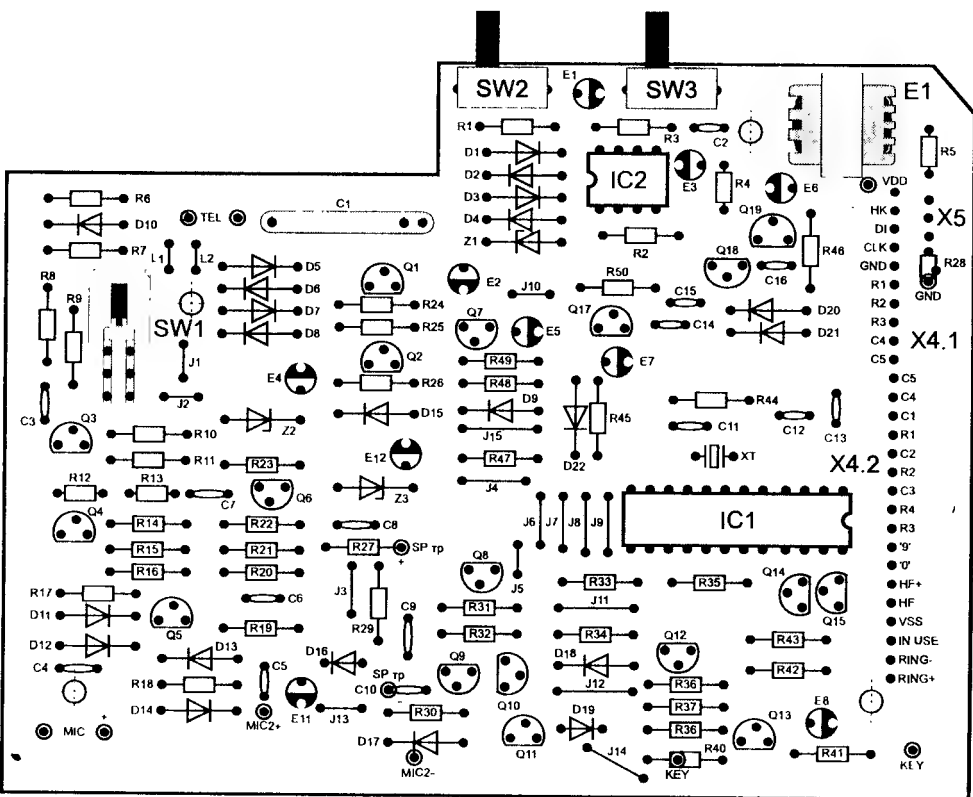 SW2
E1
SW3
E1
R1
R3
C2
R5
D1
D2
IC2
E3
R4
E6
VDD
D3
D4
Z1
R2
Q19
HK
DI
X5
R6
D10
R7
TEL
C1
L1
L2
Q18
C16
R46
CLK
GND
R28
GND
R8
R9
D5
D6
D7
D8
Q1
E2
J10
R50
C15
R1
R2
SW1
R24
R25
Q7
E5
Q17
C14
D20
D21
R3
C4
X4.1
C5
J1
J2
E4
Q2
R26
R49
R48
E7
C5
C4
C3
Q3
Z2
D15
D9
J15
D22
R45
R44
C11
C12
C13
C1
R1
R10
R11
R23
E12
R47
XT
X4.2
C2
R2
R12
R13
C7
Q6
Z3
J4
C3
Q4
R14
R22
C8
J6
J7
J8
J9
IC1
R4
R3
R15
R21
R27
SP тр
+
'9'
R16
R20
J3
Q8
J5
R33
R35
Q14
'0'
R17
C6
R29
C9
R31
J11
Q15
HF+
HF
D11
Q5
R19
R32
R34
R43
VSS
D12
D13
D16
SP тр
Q9
D18
Q12
IN USE
C4
R18
C5
C10
-
J12
R36
R42
RING-
RING+
D14
MIC2+
E11
J13
R30
Q10
D19
R37
Q13
E8
MIC
+
D17
MIC2-
Q11
J14
R36
R40
KEY
R41
KEY